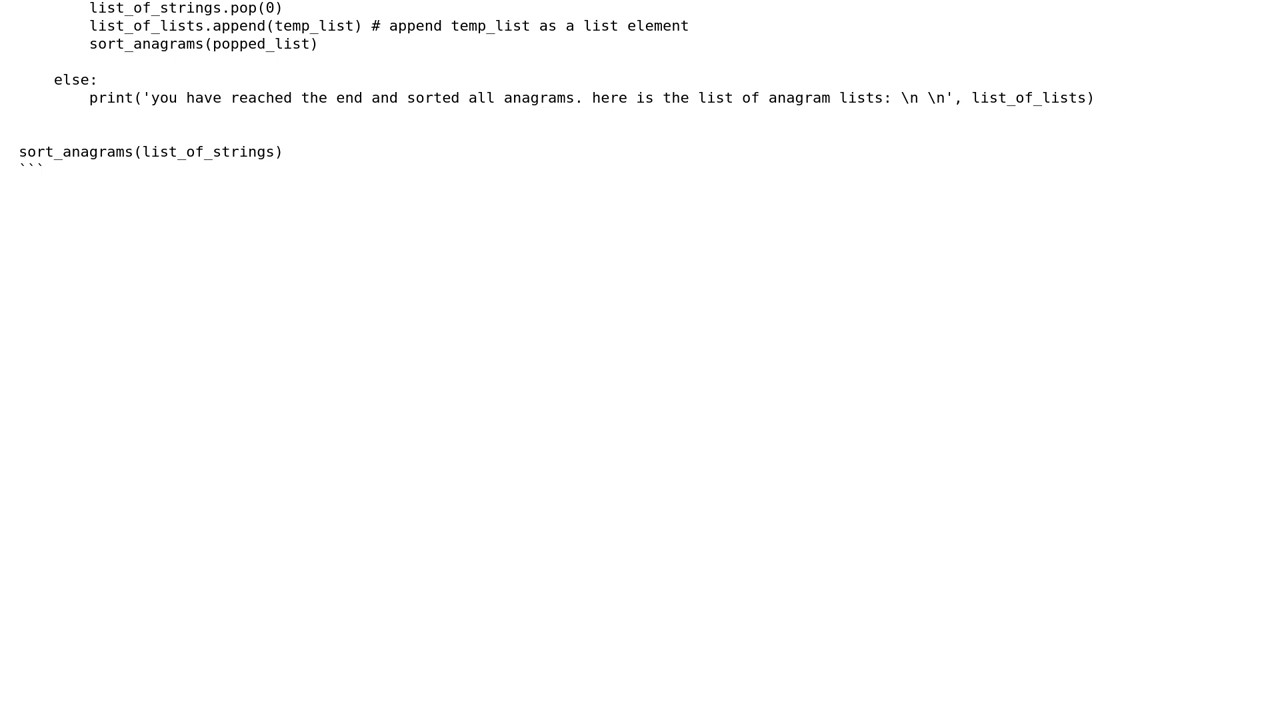 list_of_strings.pop(0)
        list_of_lists.append(temp_list) # append temp_list as a list element
        sort_anagrams(popped_list)

    else:
        print('you have reached the end and sorted all anagrams. here is the list of anagram lists: \n \n', list_of_lists)


sort_anagrams(list_of_strings)
```